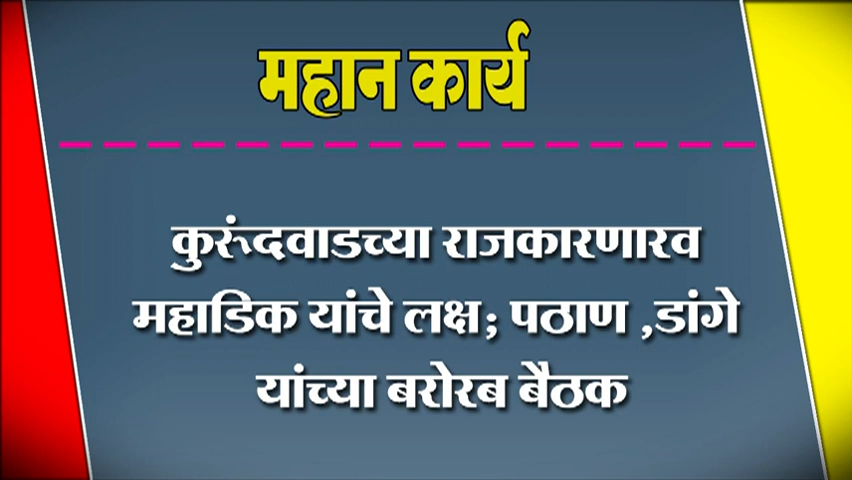 महान कार्य
कुरुंदवाडच्या राजकारणारव
महाडिक यांचे लक्ष; पठाण ,डांगे
यांच्या बरोरब बैठक